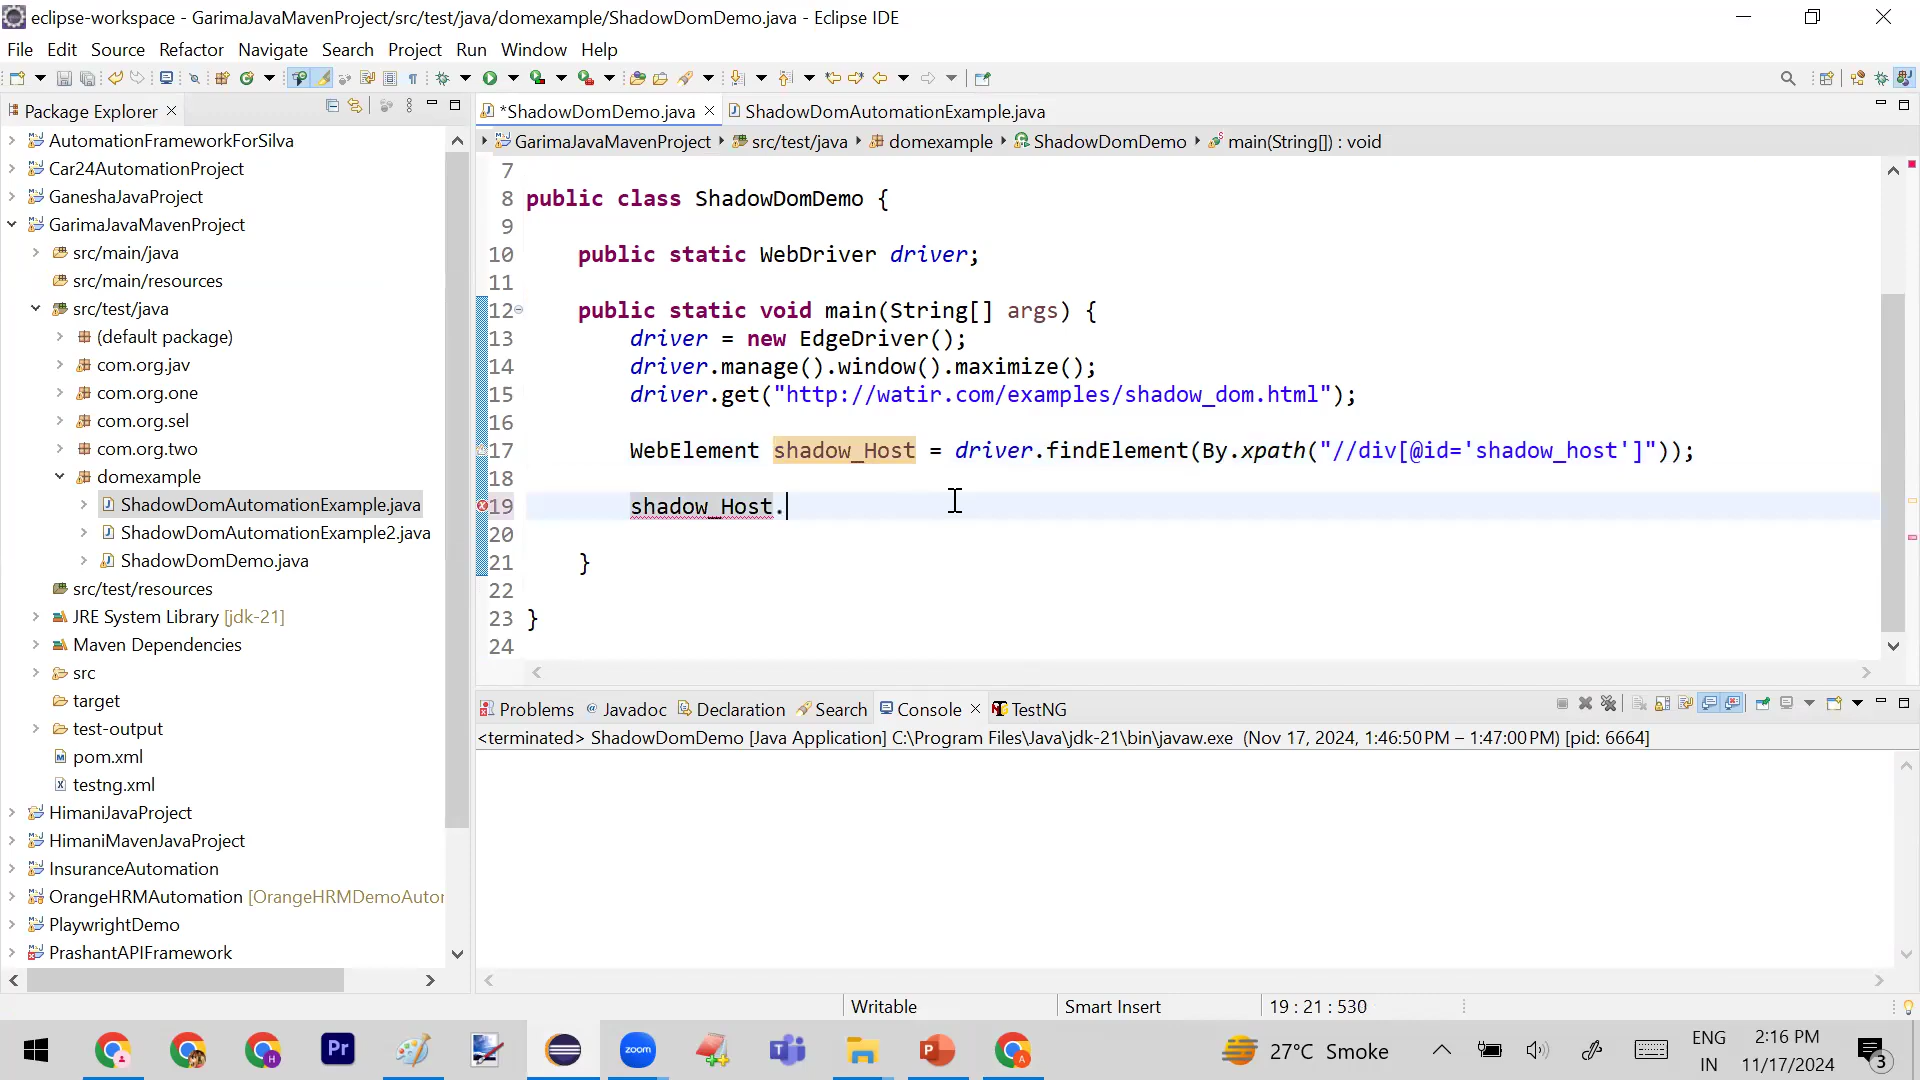 eclipse-workspace - GarimaJavaMavenProject/src/test/java/domexample/ShadowDomDemo.java - Eclipse IDE
File Edit Source Refactor Navigate Search Project Run Window Help
Package Explorer
AutomationFrameworkForSilva
Car24AutomationProject
GaneshaJavaProject
GarimaJavaMavenProject
src/main/java
src/main/resources
src/test/java
(default package)
com.org.jav
com.org.one
com.org.sel
com.org.two
domexample
ShadowDomAutomationExample.java
ShadowDomAutomationExample2.java
ShadowDomDemo.java
src/test/resources
JRE System Library [jdk-21]
Maven Dependencies
src
target
test-output
pom.xml
testng.xml
HimaniJavaProject
HimaniMavenJavaProject
InsuranceAutomation
OrangeHRMAutomation [OrangeHRMDemoAutor
PlaywrightDemo
PrashantAPIFramework
*ShadowDomDemo.java ShadowDomAutomationExample.java
GarimaJavaMavenProject src/test/java domexample ShadowDomDemo main(String[]) : void
7
8 public class ShadowDomDemo {
9
10 public static WebDriver driver;
11
12 public static void main(String[] args) {
13 driver = new EdgeDriver();
14 driver.manage().window().maximize();
15 driver.get("http://watir.com/examples/shadow_dom.html");
16
17 WebElement shadow_Host = driver.findElement(By.xpath("//div[@id='shadow_host']"));
18
19 shadow_Host.
20
21 }
22
23 }
24
Problems Javadoc Declaration Search Console TestNG
<terminated> ShadowDomDemo [Java Application] C:\Program Files\Java\jdk-21\bin\javaw.exe (Nov 17, 2024, 1:46:50 PM – 1:47:00 PM) [pid: 6664]
Writable Smart Insert 19 : 21 : 530
Pr zoom
27°C Smoke
ENG
IN
2:16 PM
11/17/2024
3